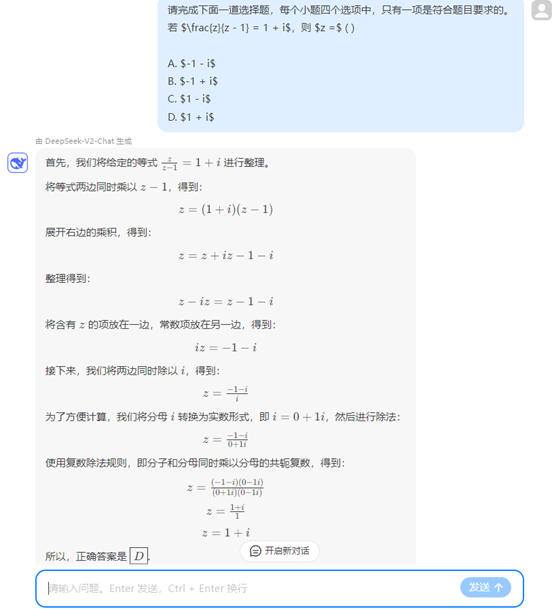 请完成下面一道选择题，每个小题四个选项中，只有一项是符合题目要求的。
若 $\frac{z}{z - 1} = 1 + i$，则 $z =$ ( )
A. $-1 - i$
B. $-1 + i$
C. $1 - i$
D. $1 + i$
由 DeepSeek-V2-Chat 生成
首先，我们将给定的等式 z/(z−1) = 1 + i 进行整理。
将等式两边同时乘以 z − 1，得到：
z = (1 + i)(z − 1)
展开右边的乘积，得到：
z = z + iz − 1 − i
整理得到：
z − iz = z − 1 − i
将含有 z 的项放在一边，常数项放在另一边，得到：
iz = −1 − i
接下来，我们将两边同时除以 i，得到：
z = (−1−i)/i
为了方便计算，我们将分母 i 转换为实数形式，即 i = 0 + 1i，然后进行除法：
z = (−1−i)/(0+1i)
使用复数除法规则，即分子和分母同时乘以分母的共轭复数，得到：
z = (−1−i)(0−1i)/(0+1i)(0−1i)
z = (1+i)/1
z = 1 + i
所以，正确答案是 D.
开启新对话
请输入问题。Enter 发送，Ctrl + Enter 换行
发送